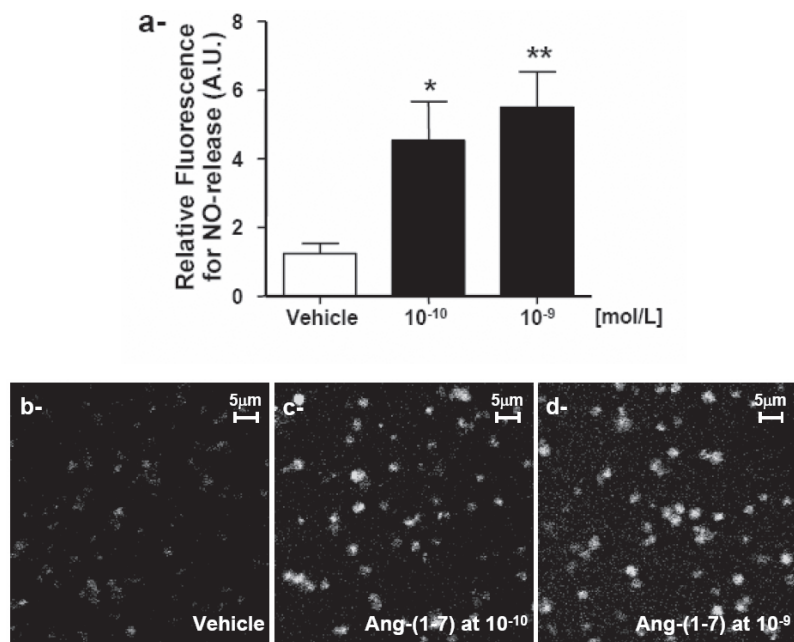 a-
Relative Fluorescence
for NO-release (A.U.)
8
6
4
2
0
*
**
Vehicle 10⁻¹⁰ 10⁻⁹ [mol/L]
b- 5μm
Vehicle
c- 5μm
Ang-(1-7) at 10⁻¹⁰
d- 5μm
Ang-(1-7) at 10⁻⁹